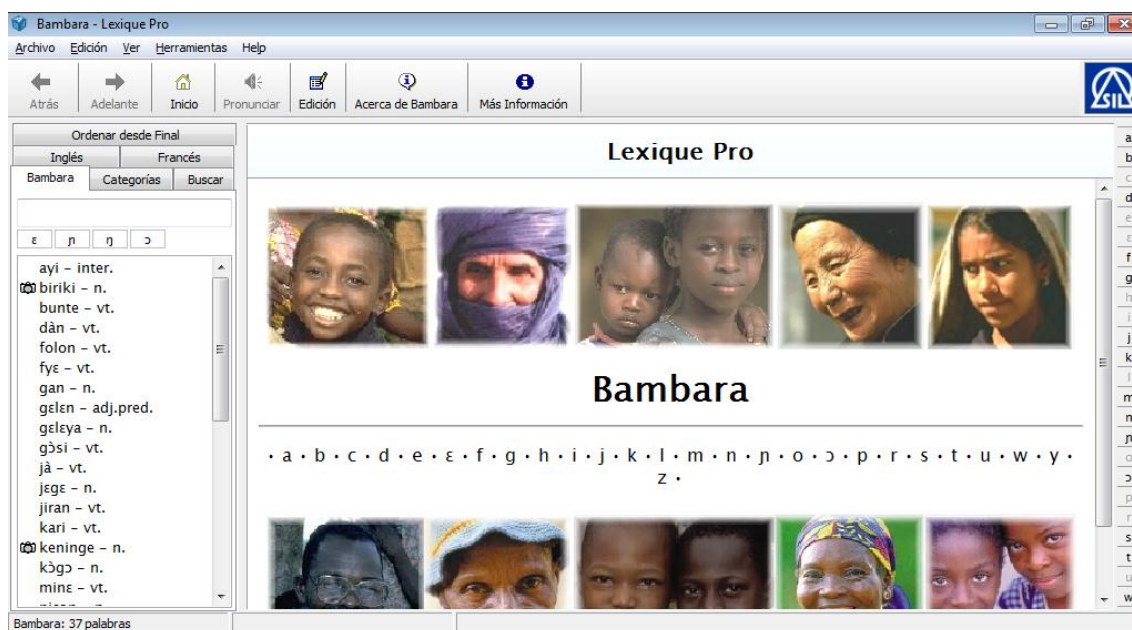 Bambara - Lexique Pro
Archivo Edición Ver Herramientas Help
Atrás Adelante Inicio Pronunciar Edición Acerca de Bambara Más Información
SIL
Ordenar desde Final
Inglés Francés
Bambara Categorías Buscar
ɛ ɲ ŋ ɔ
ayi – inter.
biriki – n.
bunte – vt.
dàn – vt.
folon – vt.
fyɛ – vt.
gan – n.
gɛlɛn – adj.pred.
gɛlɛya – n.
gɔ̀si – vt.
jà – vt.
jɛgɛ – n.
jiran – vt.
kari – vt.
keninge – n.
kɔ̀gɔ – n.
minɛ – vt.
Bambara: 37 palabras
Lexique Pro
Bambara
· a · b · c · d · e · ɛ · f · g · h · i · j · k · l · m · n · ɲ · o · ɔ · p · r · s · t · u · w · y ·
z ·
a
b
c
d
e
ɛ
f
g
h
i
j
k
l
m
n
ɲ
o
ɔ
p
r
s
t
u
w